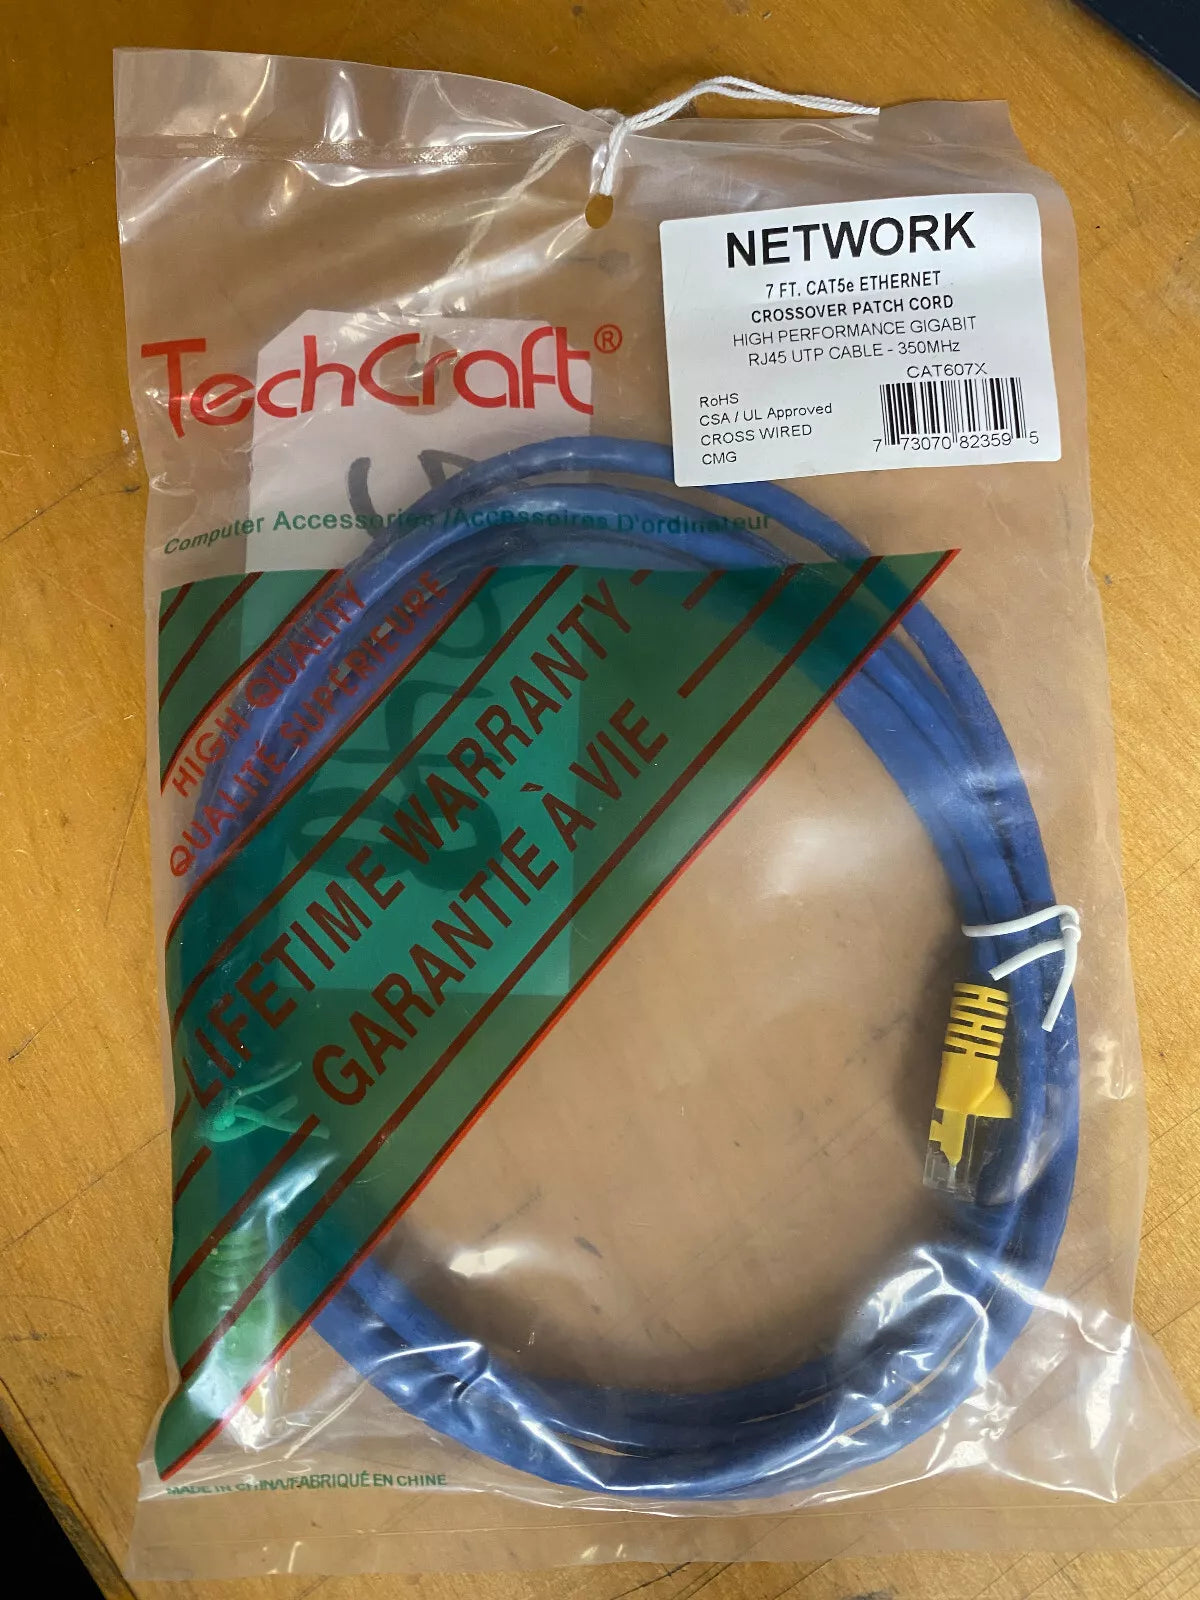 NETWORK
7 FT. CAT5e ETHERNET
CROSSOVER PATCH CORD
HIGH PERFORMANCE GIGABIT
RJ45 UTP CABLE - 350MHz
CAT607X
RoHS
CSA / UL Approved
CROSS WIRED
CMG
7 73070 82359 5
TechCraft®
Computer Accessories /Accessoires D'ordinateur
HIGH QUALITY
QUALITÉ SUPERIEURE
LIFETIME WARRANTY
GARANTIE À VIE
MADE IN CHINA/FABRIQUÉ EN CHINE